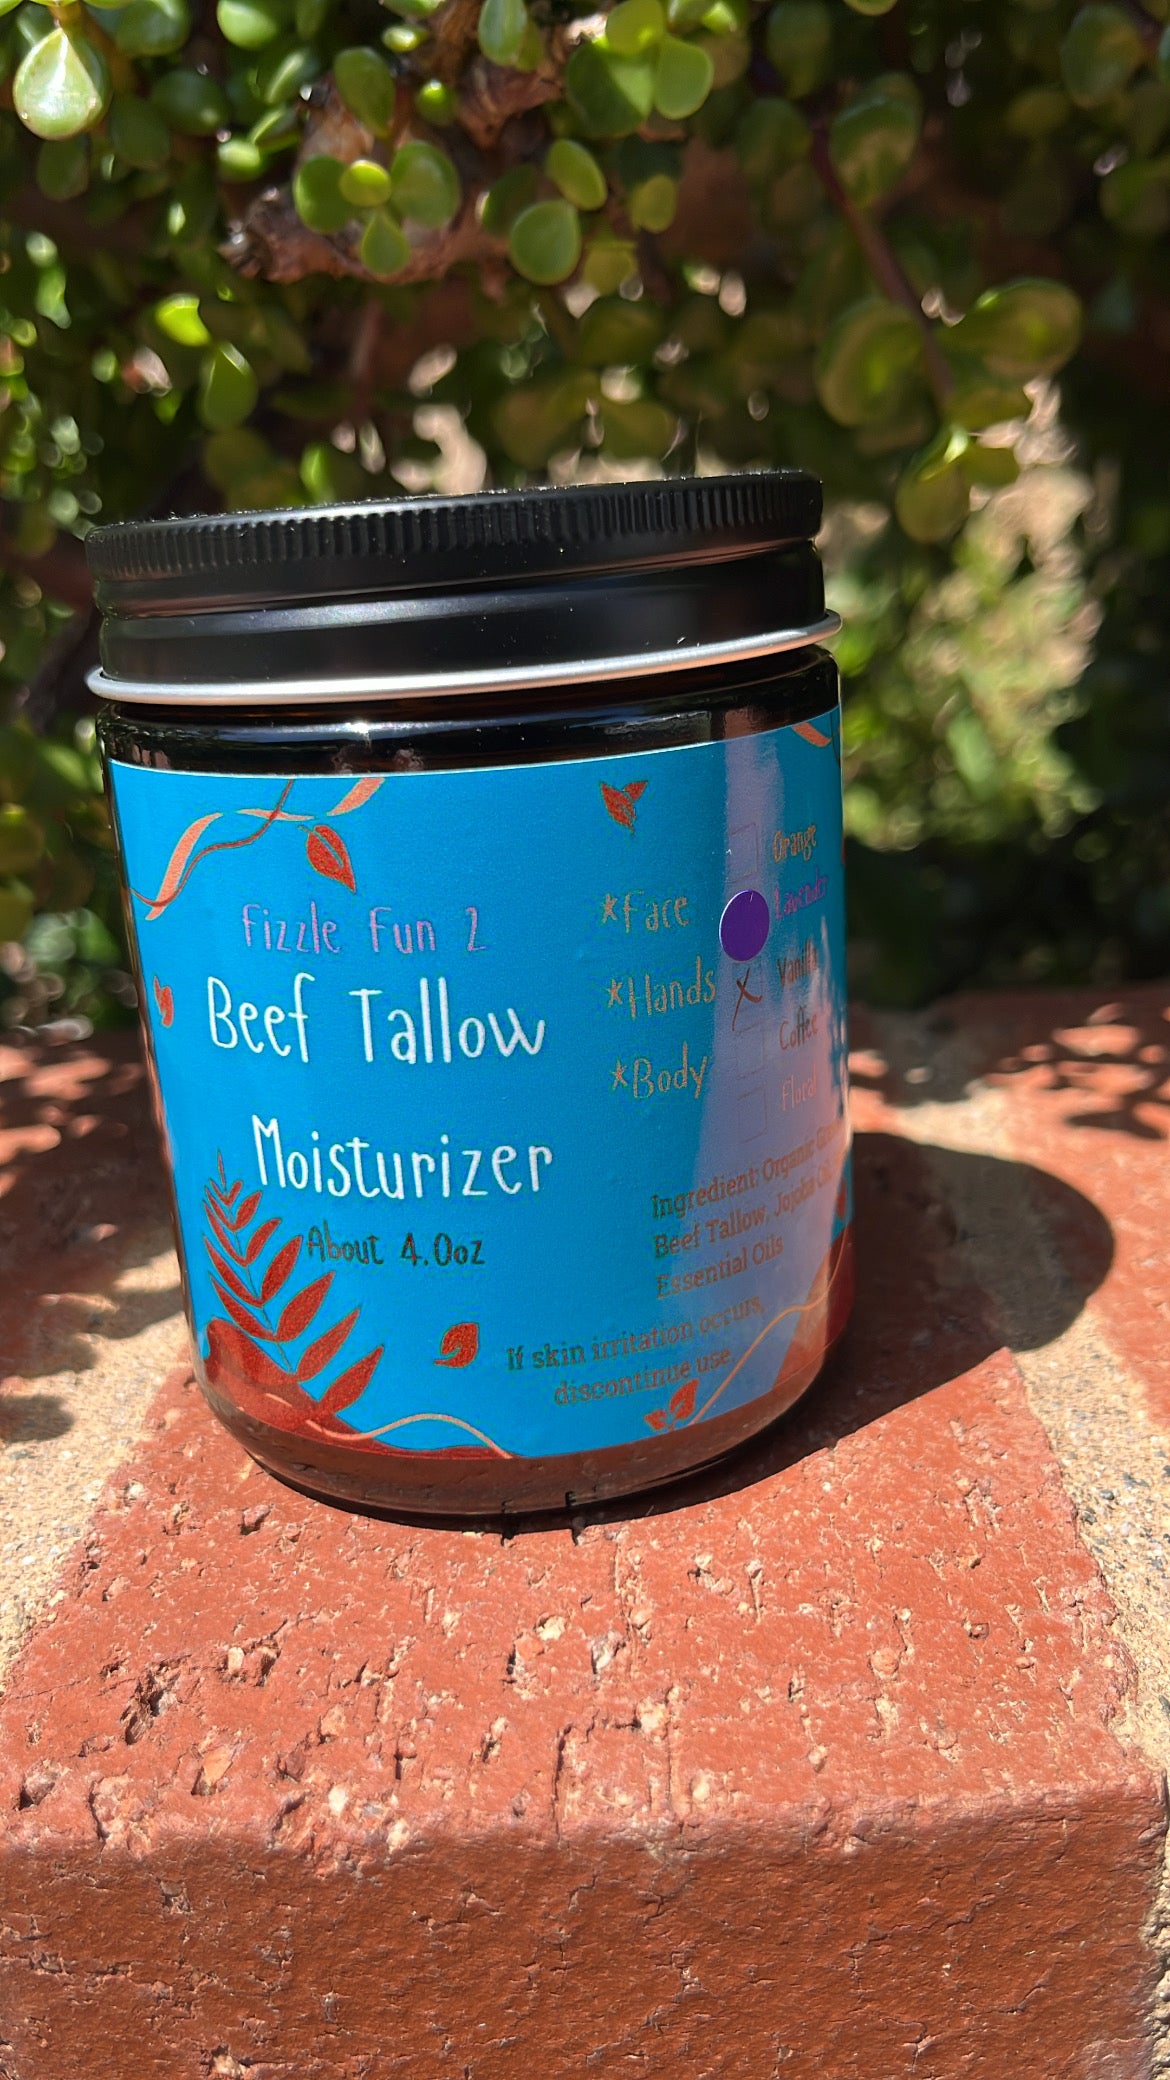 Fizzle Fun 2
Beef Tallow
Moisturizer
About 4.0oz
*Face
*Hands
*Body
Orange
Lavender
Vanilla
X
Coffee
Floral
Ingredient: Organic
Beef Tallow, Jojoba Oil,
Essential Oils
If skin irritation occurs,
discontinue use.